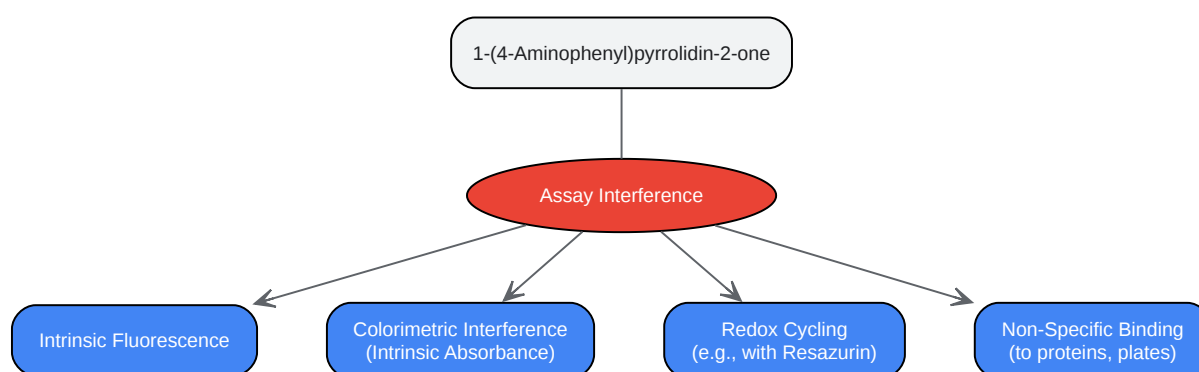 1-(4-Aminophenyl)pyrrolidin-2-one
Assay Interference
Intrinsic Fluorescence
Colorimetric Interference
(Intrinsic Absorbance)
Redox Cycling
(e.g., with Resazurin)
Non-Specific Binding
(to proteins, plates)